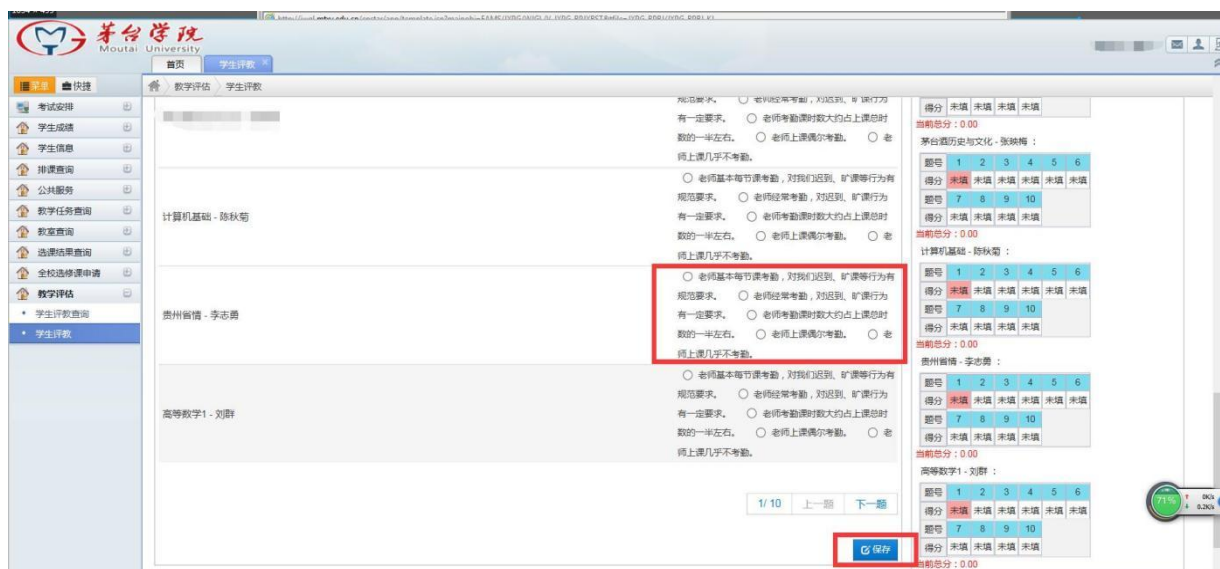 茅台学院
Moutai University
首页 学生评教
菜单 快捷
教学评估 学生评教
考试安排
学生成绩
学生信息
排课查询
公共服务
教学任务查询
教室查询
选课结果查询
全校选修课申请
教学评估
学生评教查询
学生评教
规范要求。 老师经常考勤,对迟到、旷课行为
有一定要求。 老师考勤课时数大约占上课总时
数的一半左右。 老师上课偶尔考勤。 老
师上课几乎不考勤。
计算机基础 - 陈秋菊
老师基本每节课考勤,对我们迟到、旷课等行为有
规范要求。 老师经常考勤,对迟到、旷课行为
有一定要求。 老师考勤课时数大约占上课总时
数的一半左右。 老师上课偶尔考勤。 老
师上课几乎不考勤。
贵州省情 - 李志勇
老师基本每节课考勤,对我们迟到、旷课等行为有
规范要求。 老师经常考勤,对迟到、旷课行为
有一定要求。 老师考勤课时数大约占上课总时
数的一半左右。 老师上课偶尔考勤。 老
师上课几乎不考勤。
高等数学1 - 刘群
老师基本每节课考勤,对我们迟到、旷课等行为有
规范要求。 老师经常考勤,对迟到、旷课行为
有一定要求。 老师考勤课时数大约占上课总时
数的一半左右。 老师上课偶尔考勤。 老
师上课几乎不考勤。
1/ 10 上一题 下一题
保存
得分 未填 未填 未填 未填
当前总分:0.00
茅台酒历史与文化 - 张映梅 :
题号 1 2 3 4 5 6
得分 未填 未填 未填 未填 未填 未填
题号 7 8 9 10
得分 未填 未填 未填 未填
当前总分:0.00
计算机基础 - 陈秋菊 :
题号 1 2 3 4 5 6
得分 未填 未填 未填 未填 未填 未填
题号 7 8 9 10
得分 未填 未填 未填 未填
当前总分:0.00
贵州省情 - 李志勇 :
题号 1 2 3 4 5 6
得分 未填 未填 未填 未填 未填 未填
题号 7 8 9 10
得分 未填 未填 未填 未填
当前总分:0.00
高等数学1 - 刘群 :
题号 1 2 3 4 5 6
得分 未填 未填 未填 未填 未填 未填
题号 7 8 9 10
得分 未填 未填 未填 未填
当前总分:0.00
71%
0K/s
0.2K/s